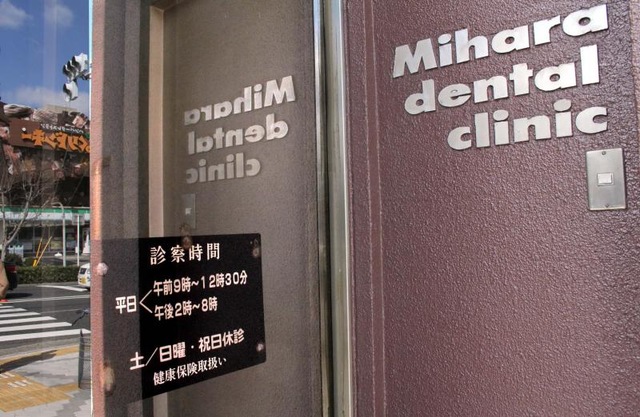 Mihara
dental
clinic
Mihara
dental
clinic
診察時間
平日
午前9時~12時30分
午後2時~8時
土/日曜・祝日休診
健康保険取扱い